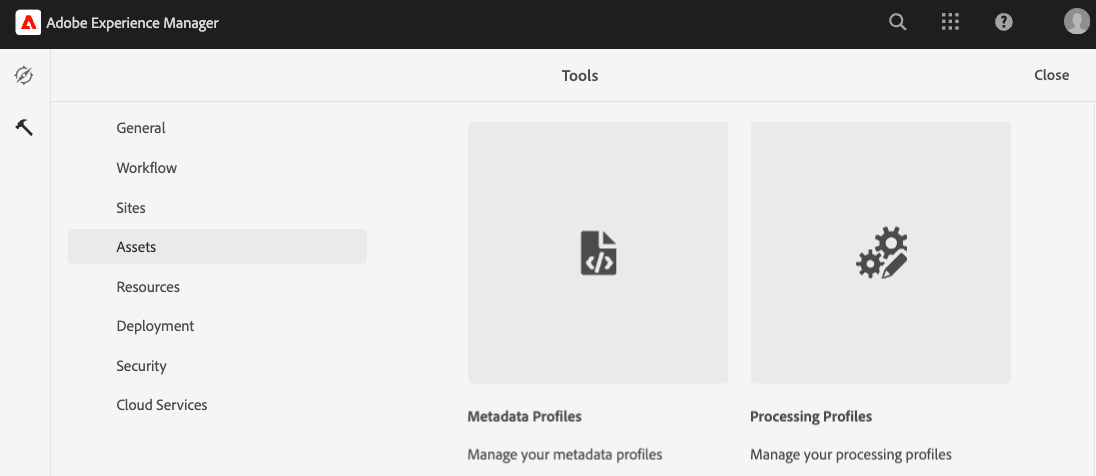 Adobe Experience Manager
Tools
Close
General
Workflow
Sites
Assets
Resources
Deployment
Security
Cloud Services
Metadata Profiles
Manage your metadata profiles
Processing Profiles
Manage your processing profiles